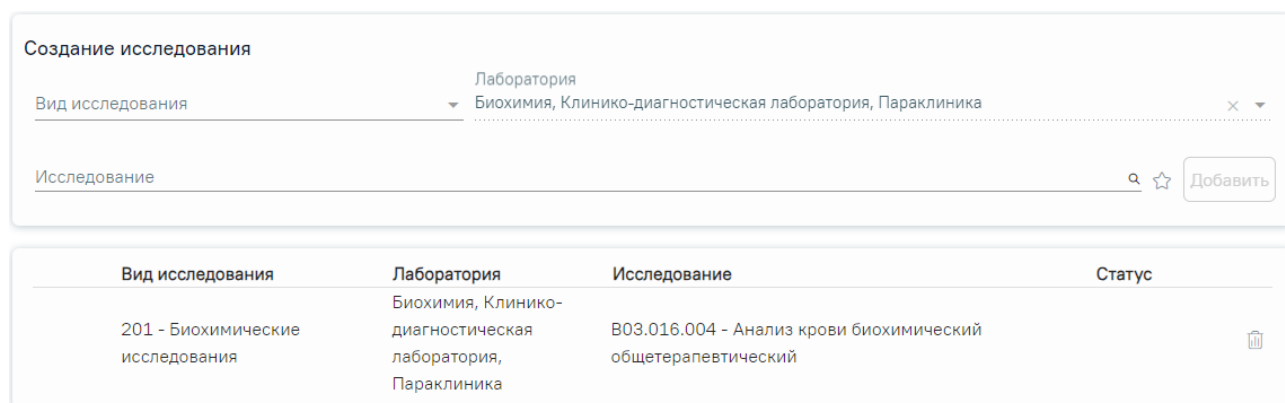 Создание исследования
Лаборатория
Вид исследования Биохимия, Клинико-диагностическая лаборатория, Параклиника
Исследование Добавить
Вид исследования Лаборатория Исследование Статус
Биохимия, Клинико-
201 - Биохимические диагностическая B03.016.004 - Анализ крови биохимический
исследования лаборатория, общетерапевтический
Параклиника